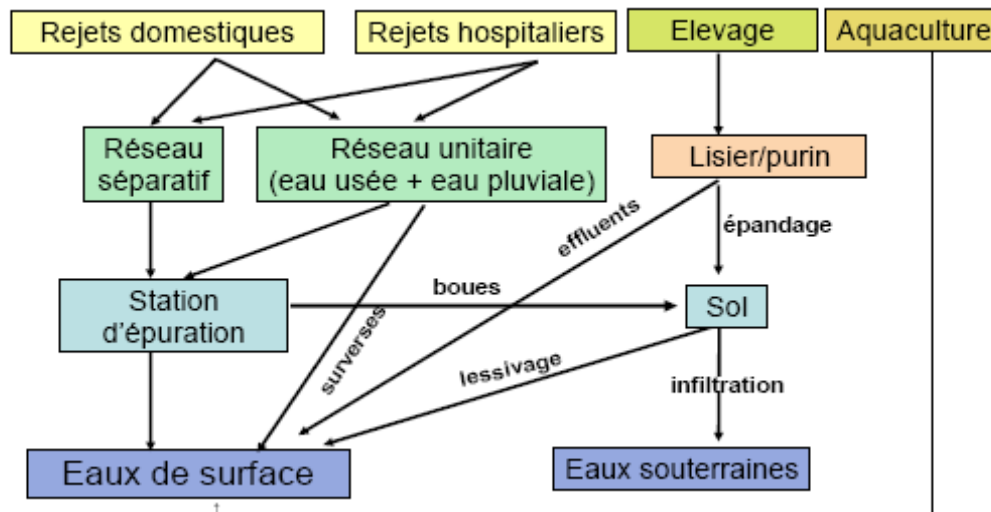 Rejets domestiques
Rejets hospitaliers
Elevage
Aquaculture
Réseau
séparatif
Réseau unitaire
(eau usée + eau pluviale)
Lisier/purin
effluents
épandage
Station
d'épuration
boues
Sol
surverses
lessivage
infiltration
Eaux de surface
Eaux souterraines